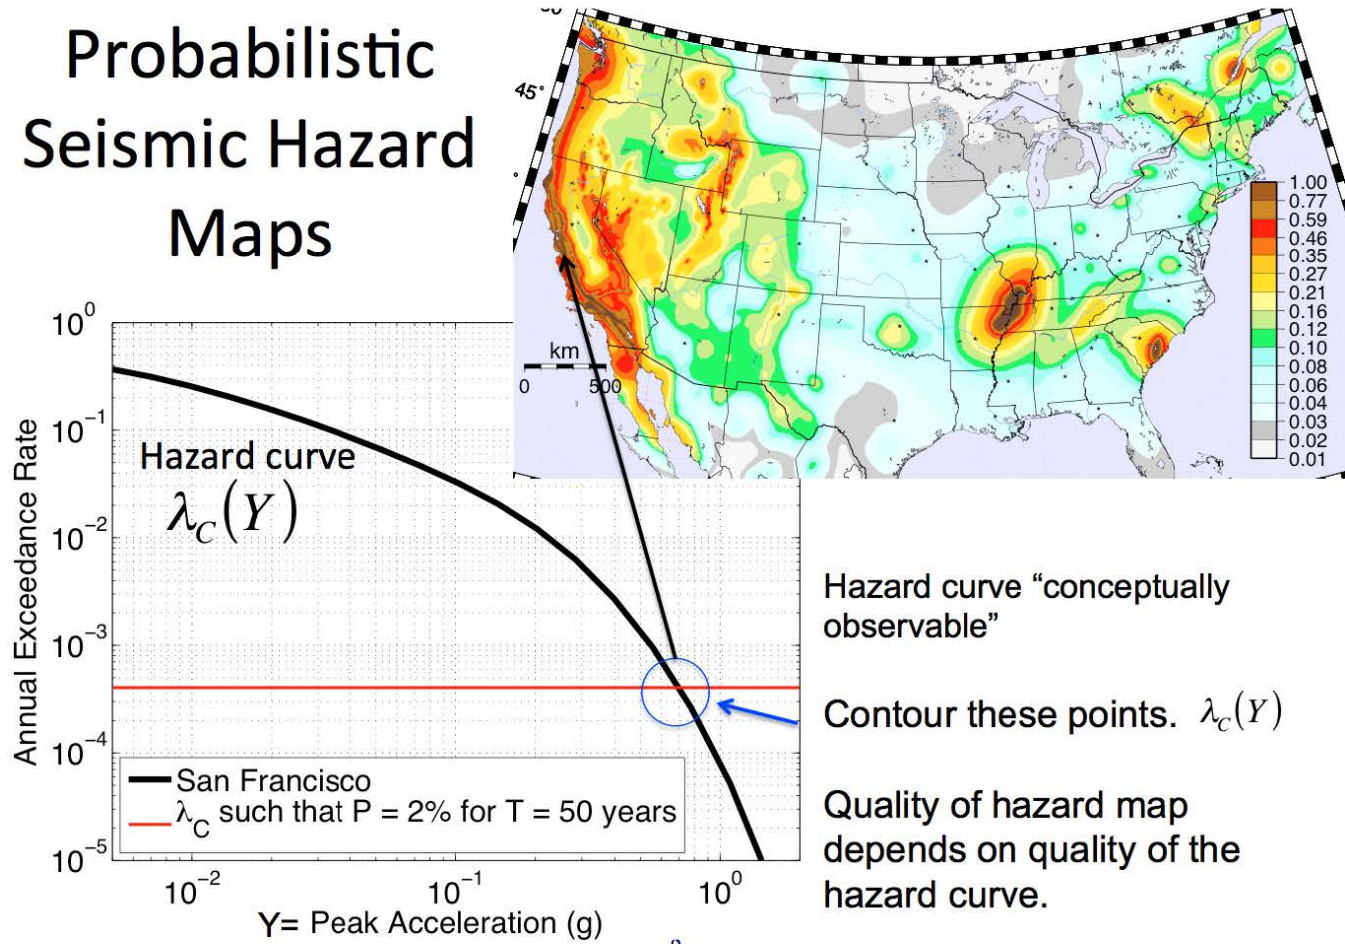 Probabilistic
Seismic Hazard
Maps
45°
km
0 500
1.00
0.77
0.59
0.46
0.35
0.27
0.21
0.16
0.12
0.10
0.08
0.06
0.04
0.03
0.02
0.01
10^0
10^-1
10^-2
10^-3
10^-4
10^-5
Annual Exceedance Rate
Hazard curve
λ_C(Y)
San Francisco
λ_C such that P = 2% for T = 50 years
10^-2 10^-1 10^0
Y= Peak Acceleration (g)
Hazard curve “conceptually
observable”
Contour these points. λ_C(Y)
Quality of hazard map
depends on quality of the
hazard curve.